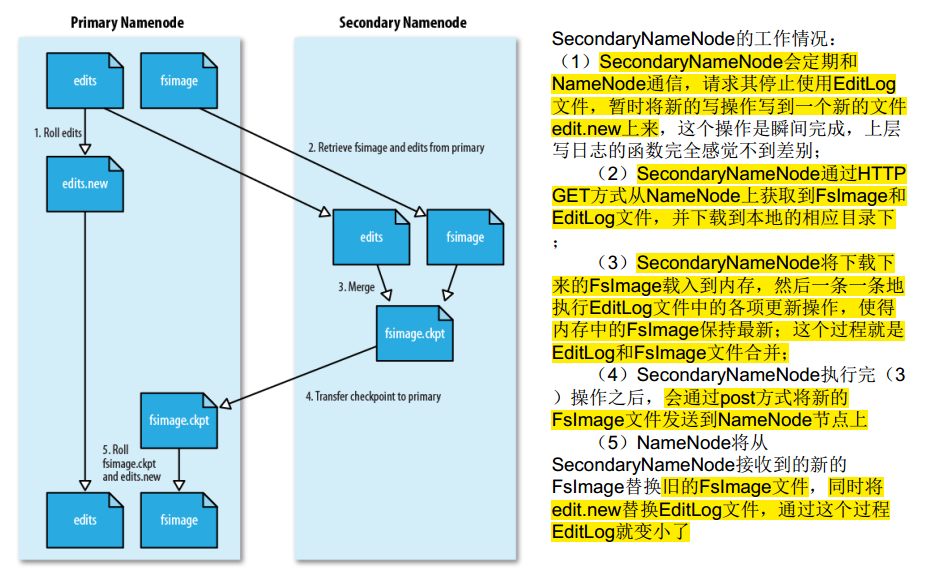 Primary Namenode
Secondary Namenode
edits
fsimage
1. Roll edits
2. Retrieve fsimage and edits from primary
edits.new
edits
fsimage
3. Merge
fsimage.ckpt
4. Transfer checkpoint to primary
fsimage.ckpt
5. Roll
fsimage.ckpt
and edits.new
edits
fsimage
SecondaryNameNode的工作情况：
（1）SecondaryNameNode会定期和
NameNode通信，请求其停止使用EditLog
文件，暂时将新的写操作写到一个新的文件
edit.new上来，这个操作是瞬间完成，上层
写日志的函数完全感觉不到差别；
（2）SecondaryNameNode通过HTTP
GET方式从NameNode上获取到FsImage和
EditLog文件，并下载到本地的相应目录下
；
（3）SecondaryNameNode将下载下
来的FsImage载入到内存，然后一条一条地
执行EditLog文件中的各项更新操作，使得
内存中的FsImage保持最新；这个过程就是
EditLog和FsImage文件合并；
（4）SecondaryNameNode执行完（3
）操作之后，会通过post方式将新的
FsImage文件发送到NameNode节点上
（5）NameNode将从
SecondaryNameNode接收到的新的
FsImage替换旧的FsImage文件，同时将
edit.new替换EditLog文件，通过这个过程
EditLog就变小了